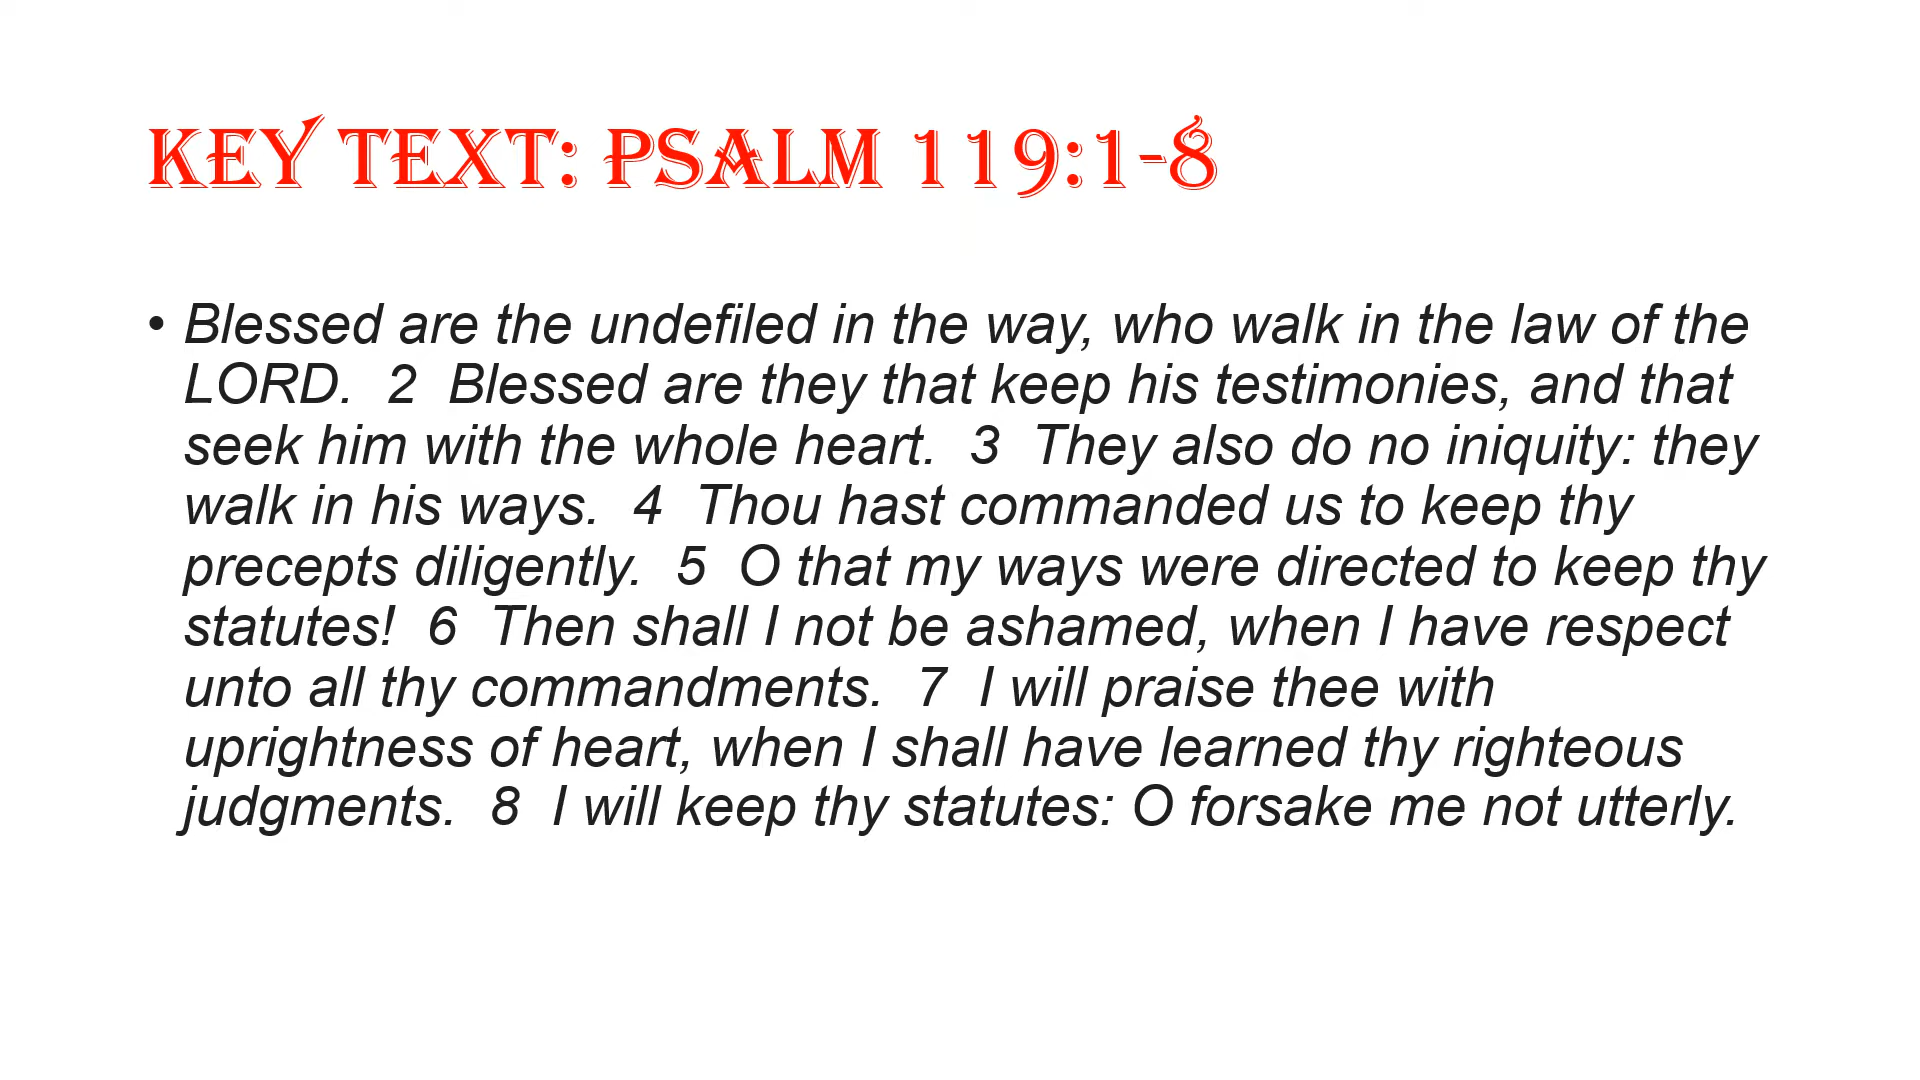 KEY TEXT: PSALM 119:1-8
• Blessed are the undefiled in the way, who walk in the law of the
LORD.  2  Blessed are they that keep his testimonies, and that
seek him with the whole heart.  3  They also do no iniquity: they
walk in his ways.  4  Thou hast commanded us to keep thy
precepts diligently.  5  O that my ways were directed to keep thy
statutes!  6  Then shall I not be ashamed, when I have respect
unto all thy commandments.  7  I will praise thee with
uprightness of heart, when I shall have learned thy righteous
judgments.  8  I will keep thy statutes: O forsake me not utterly.